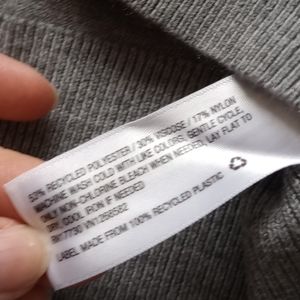 53% RECYCLED POLYESTER / 30% VISCOSE / 17% NYLON
MACHINE WASH COLD WITH LIKE COLORS, GENTLE CYCLE,
ONLY NON-CHLORINE BLEACH WHEN NEEDED, LAY FLAT TO
DRY, COOL IRON IF NEEDED
VN1258582
LABEL MADE FROM 100% RECYCLED PLASTIC